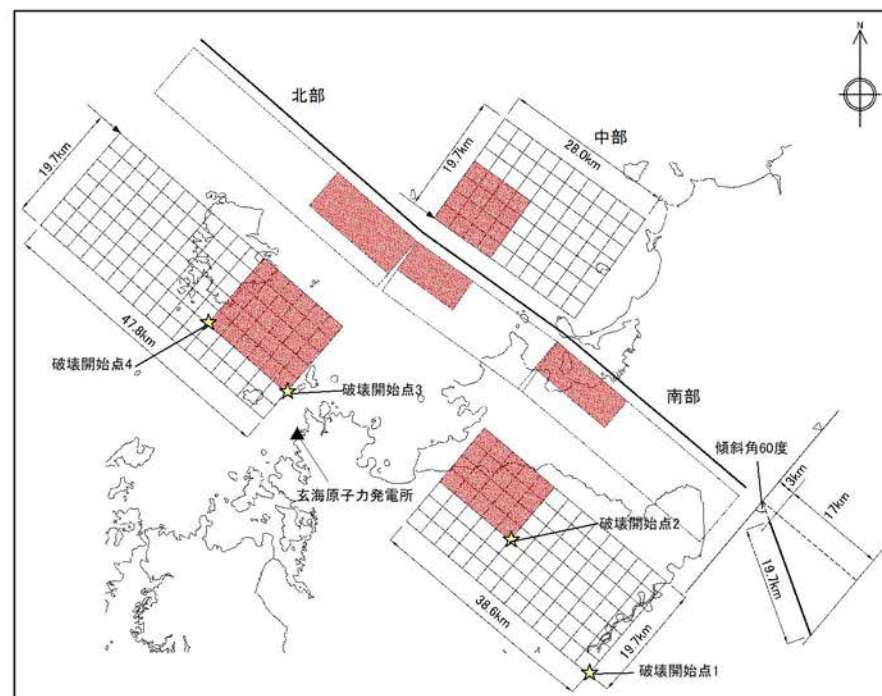 N
北部
中部
28.0km
19.7km
19.7km
47.8km
破壊開始点4
破壊開始点3
玄海原子力発電所
南部
傾斜角60度
3km
17km
19.7km
破壊開始点2
38.6km
19.7km
破壊開始点1